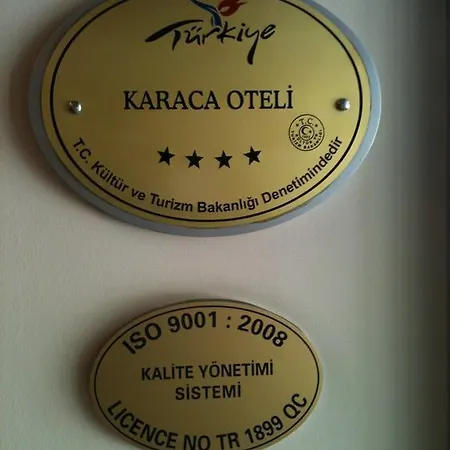 Türkiye
KARACA OTELİ
T.C.
T.C. Kültür ve Turizm Bakanlığı Denetimindedir
ISO 9001 : 2008
KALİTE YÖNETİMİ
SİSTEMİ
LICENCE NO TR 1899 QC